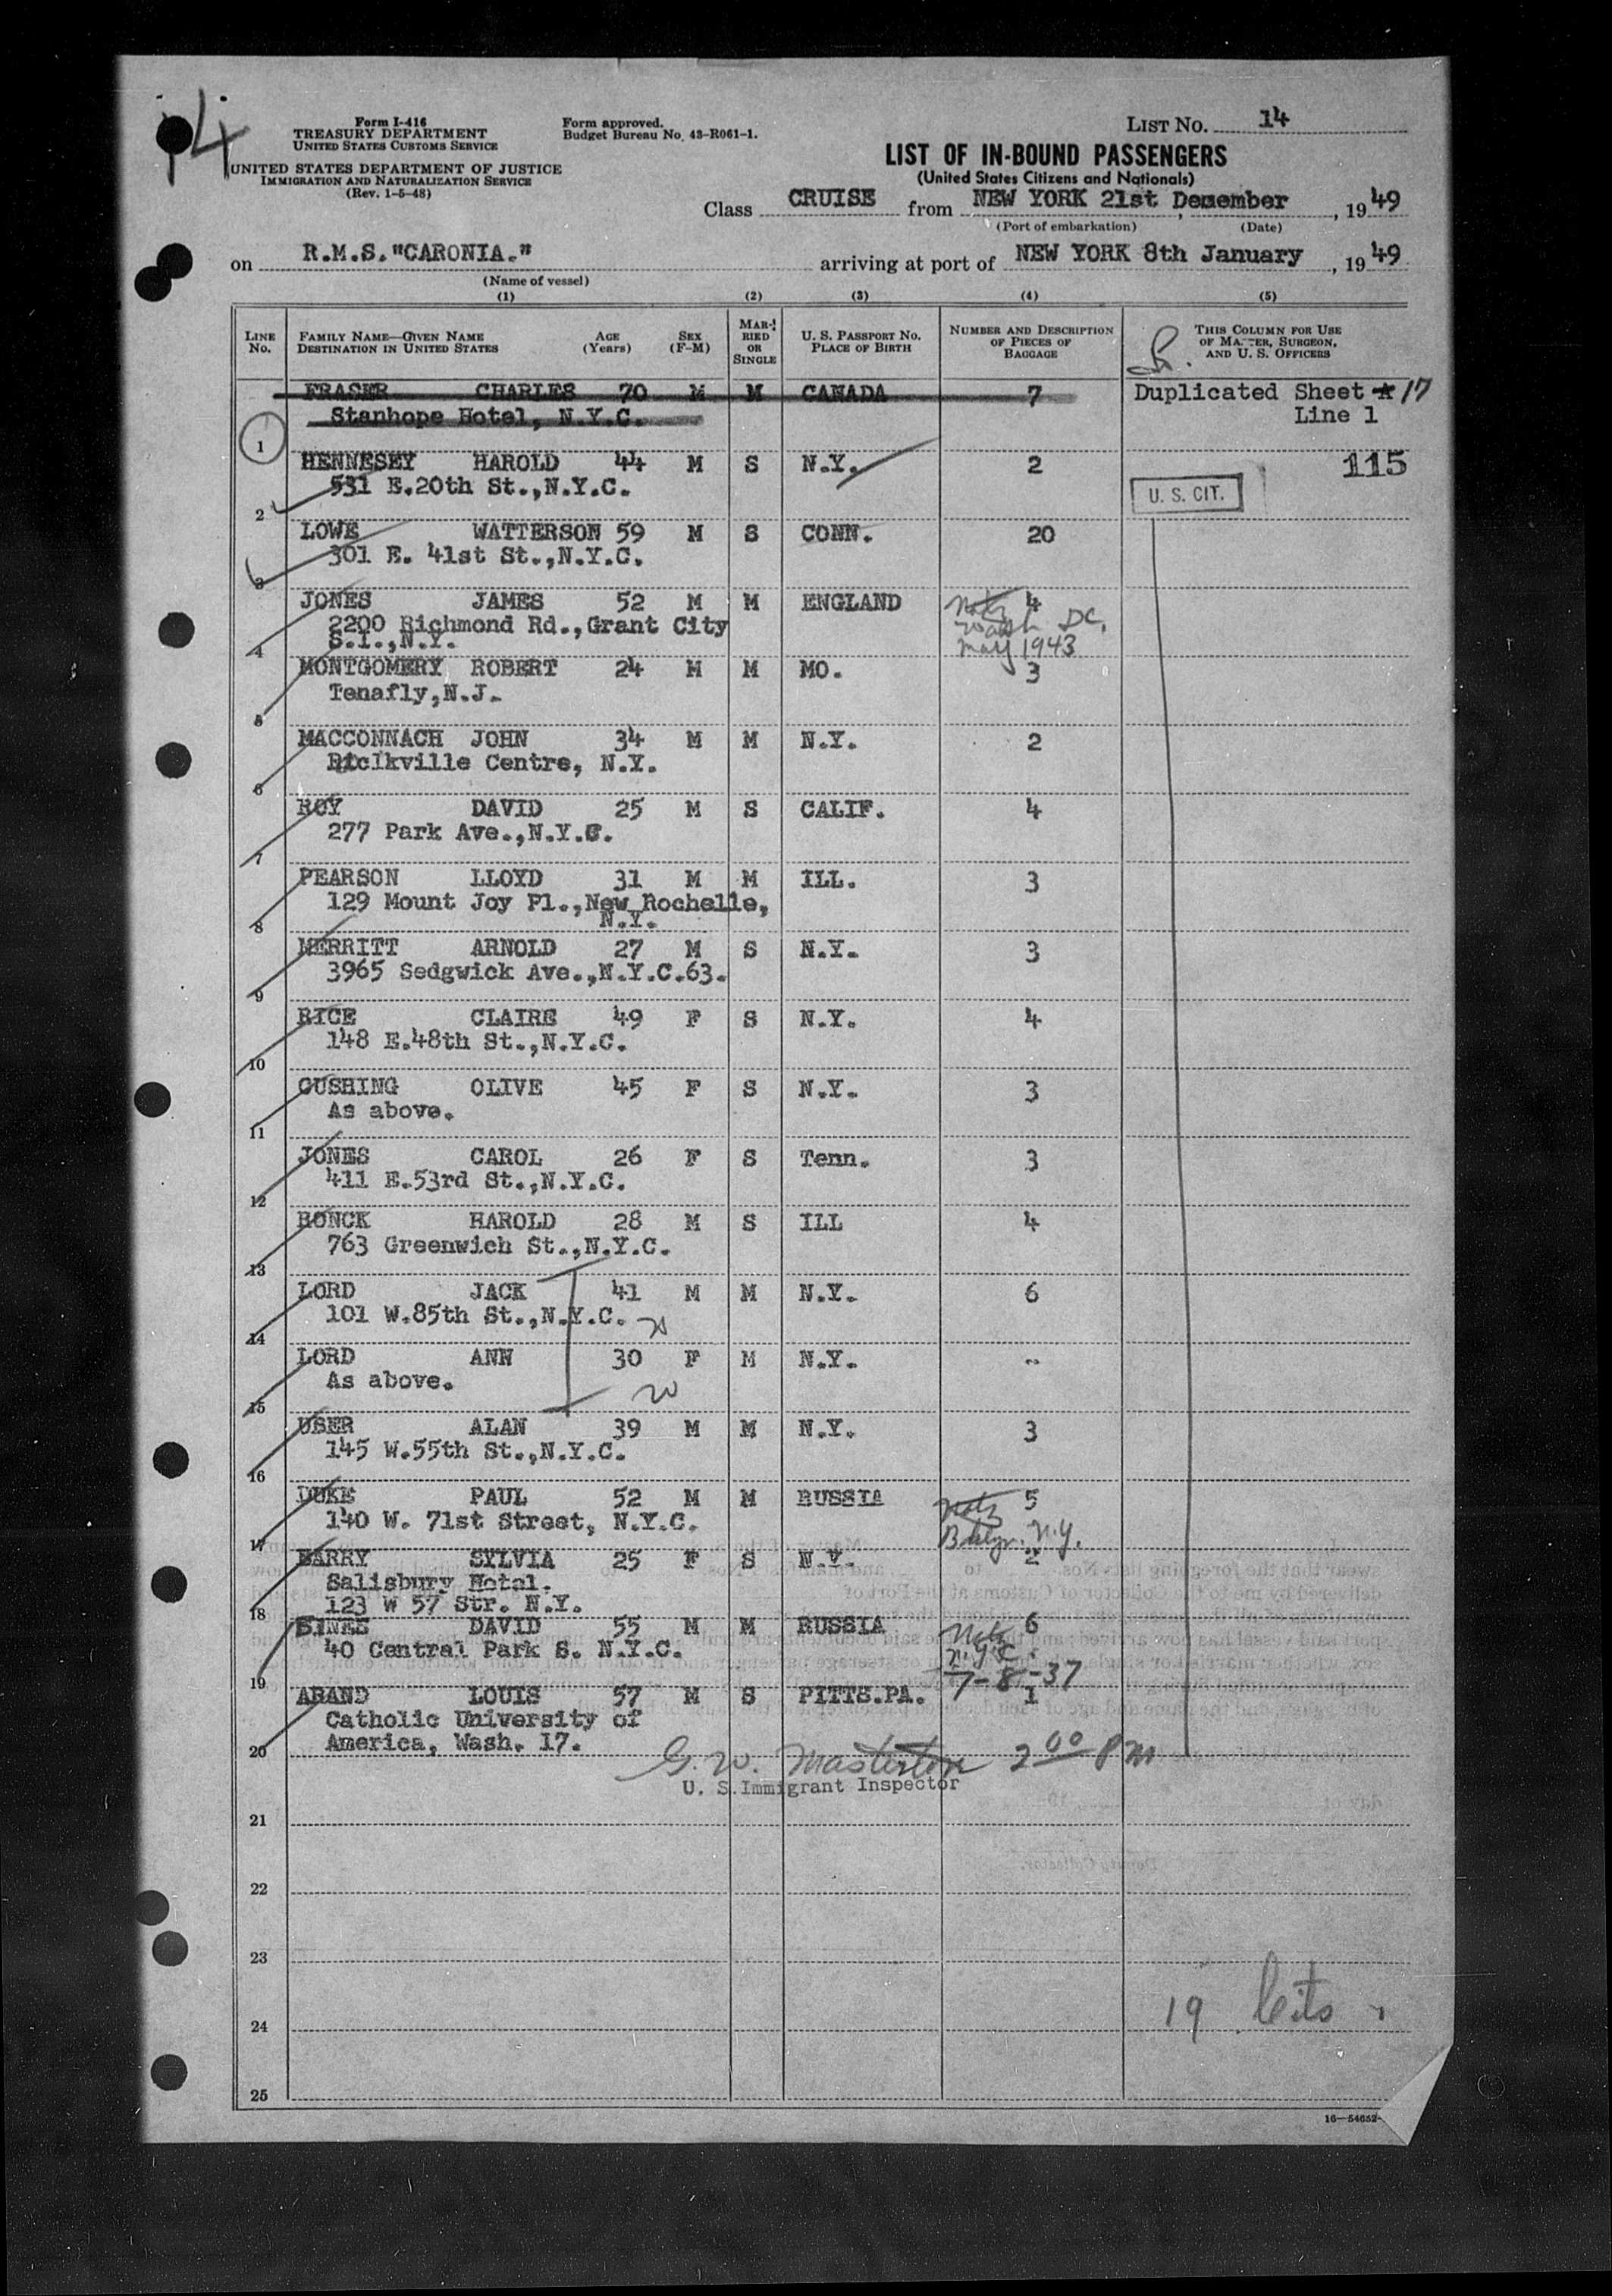 14
Form I-416
TREASURY DEPARTMENT
UNITED STATES CUSTOMS SERVICE
UNITED STATES DEPARTMENT OF JUSTICE
IMMIGRATION AND NATURALIZATION SERVICE
(Rev. 1-5-48)
Form approved.
Budget Bureau No. 43-R061-1.
LIST NO. 14
LIST OF IN-BOUND PASSENGERS
(United States Citizens and Nationals)
Class CRUISE from NEW YORK 21st Demember, 1949
(Port of embarkation) (Date)
on R.M.S."CARONIA." arriving at port of NEW YORK 8th January, 1949
(Name of vessel)
(1) (2) (3) (4) (5)
LINE No. FAMILY NAME—GIVEN NAME DESTINATION IN UNITED STATES AGE (Years) SEX (F-M) MARRIED OR SINGLE U. S. PASSPORT NO. PLACE OF BIRTH NUMBER AND DESCRIPTION OF PIECES OF BAGGAGE THIS COLUMN FOR USE OF MASTER, SURGEON, AND U. S. OFFICERS
FRASER CHARLES 70 M M CANADA 7 Duplicated Sheet 17
Stanhope Hotel, N.Y.C. Line 1
1
HENNESEY HAROLD 44 M S N.Y. 2 115
531 E.20th St.,N.Y.C. U. S. CIT.
2
LOWE WATTERSON 59 M S CONN. 20
301 E. 41st St.,N.Y.C.
3
JONES JAMES 52 M M ENGLAND 4
2200 Richmond Rd.,Grant City Wash DC.
S.I.,N.Y. May 1943
4
MONTGOMERY ROBERT 24 M M MO. 3
Tenafly,N.J.
5
MACCONNACH JOHN 34 M M N.Y. 2
Centre, N.Y.
6
ROY DAVID 25 M S CALIF. 4
277 Park Ave.,N.Y.C.
7
PEARSON LLOYD 31 M M ILL. 3
129 Mount Joy Pl.,New Rochelle,
N.Y.
8
MERRITT ARNOLD 27 M S N.Y. 3
3965 Sedgwick Ave.,N.Y.C.63.
9
RICE CLAIRE 49 F S N.Y. 4
148 E.48th St.,N.Y.C.
10
CUSHING OLIVE 45 F S N.Y. 3
As above.
11
JONES CAROL 26 F S Tenn. 3
411 E.53rd St.,N.Y.C.
12
RONCK HAROLD 28 M S ILL 4
763 Greenwich St.,N.Y.C.
13
LORD JACK 41 M M N.Y. 6
101 W.85th St.,N.Y.C.
14
LORD ANN 30 F M N.Y. --
As above.
15
USER ALAN 39 M M N.Y. 3
145 W.55th St.,N.Y.C.
16
DUKE PAUL 52 M M RUSSIA 5
140 W. 71st Street, N.Y.C. N.Y.
17
BARRY SYLVIA 25 F S N.Y. 2
Salisbury Hotel.
123 W 57 Str. N.Y.
18
DAVID 55 M M RUSSIA 6
40 Central Park S. N.Y.C. N.Y.C.
7-8-37
19
ARAND LOUIS 57 M S PITTS.PA. 1
Catholic University of
America, Wash. 17.
20
G. W. Masterton 2 00 PM
U. S.Immigrant Inspector
21
22
23
19 Cits
24
25
16—54652-